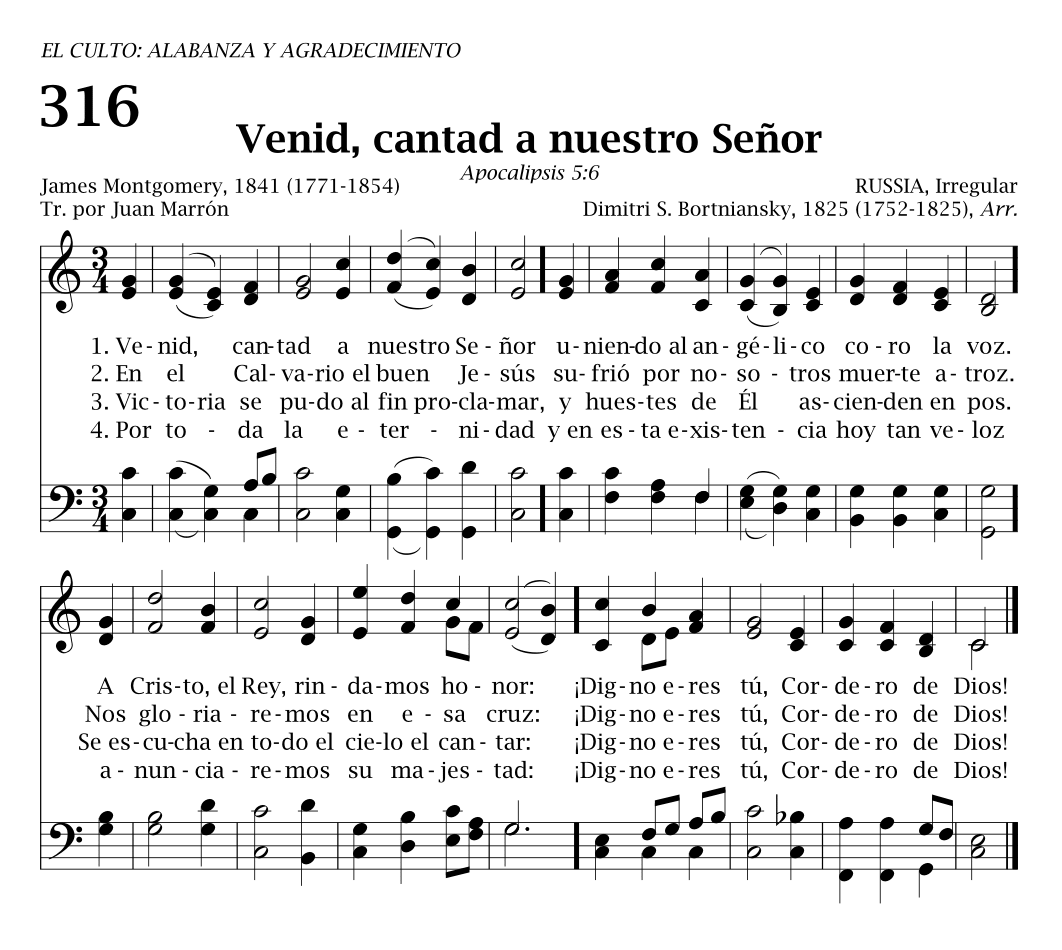 EL CULTO: ALABANZA Y AGRADECIMIENTO
316
Venid, cantad a nuestro Señor
Apocalipsis 5:6
James Montgomery, 1841 (1771-1854)
RUSSIA, Irregular
Tr. por Juan Marrón
Dimitri S. Bortniansky, 1825 (1752-1825), Arr.
3
4
1. Ve - nid, can - tad a nuestro Se - ñor u - nien - do al an - gé - li - co co - ro la voz.
2. En el Cal - va - rio el buen Je - sús su - frió por no - so - tros muer - te a - troz.
3. Vic - to - ria se pu - do al fin pro - cla - mar, y hues - tes de Él as - cien - den en pos.
4. Por to - da la e - ter - ni - dad y en es - ta e - xis - ten - cia hoy tan ve - loz
3
4
A Cris - to, el Rey, rin - da - mos ho - nor: ¡Dig - no e - res tú, Cor - de - ro de Dios!
Nos glo - ria - re - mos en e - sa cruz: ¡Dig - no e - res tú, Cor - de - ro de Dios!
Se es - cu - cha en to - do el cie - lo el can - tar: ¡Dig - no e - res tú, Cor - de - ro de Dios!
a - nun - cia - re - mos su ma - jes - tad: ¡Dig - no e - res tú, Cor - de - ro de Dios!